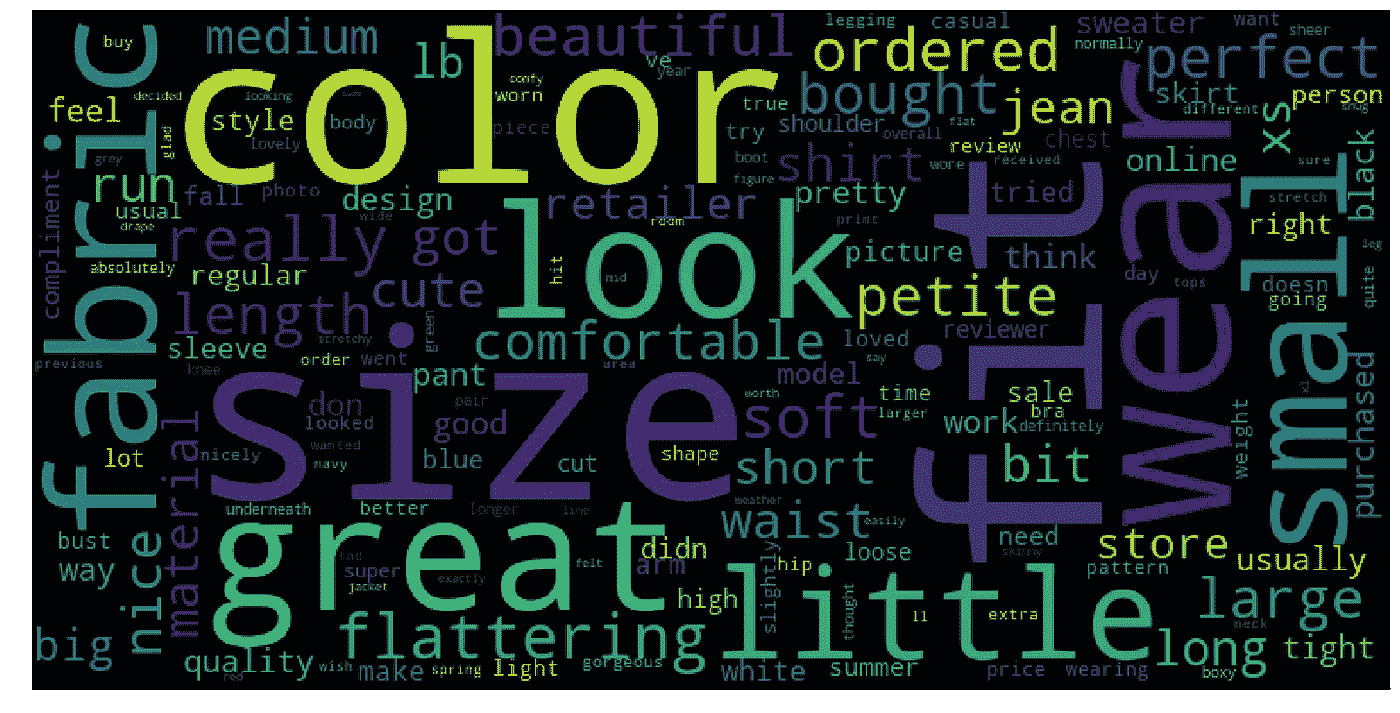 buy
fabric
medium
lb
beautiful
ve
year
comfy
worn
legging
casual
sweater
want
sheer
normally
ordered
perfect
feel
decided
looking
color
style
body
lovely
glad
piece
true
try
bought
shoulder
overall
flat
jean
chest
skirt
different
snug
person
xs
run
grey
usual
drape
fall
photo
design
wide
retailer
room
boot
figure
shirt
review
wore
received
pretty
print
tried
online
sure
stretch
black
right
compliment
absolutely
really
got
regular
look
hit
mid
picture
petite
think
fit
wear
day
tops
small
doesn
going
quite
leg
length
cute
stretchy
green
comfortable
loved
say
reviewer
previous
sleeve
knee
order
went
pant
model
worth
time
larger
sale
bra
definitely
work
size
don
looked
pair
good
wanted
navy
blue
cut
shape
soft
short
bit
weight
purchased
material
lot
nicely
underneath
better
longer
line
weather
waist
easily
need
store
usually
pattern
bust
way
nice
great
super
jacket
exactly
felt
didn
arm
high
slightly
hip
loose
thought
little
ll
extra
skinny
large
neck
big
quality
wish
red
flattering
make
spring
light
gorgeous
white
summer
price
wearing
long
boxy
tight